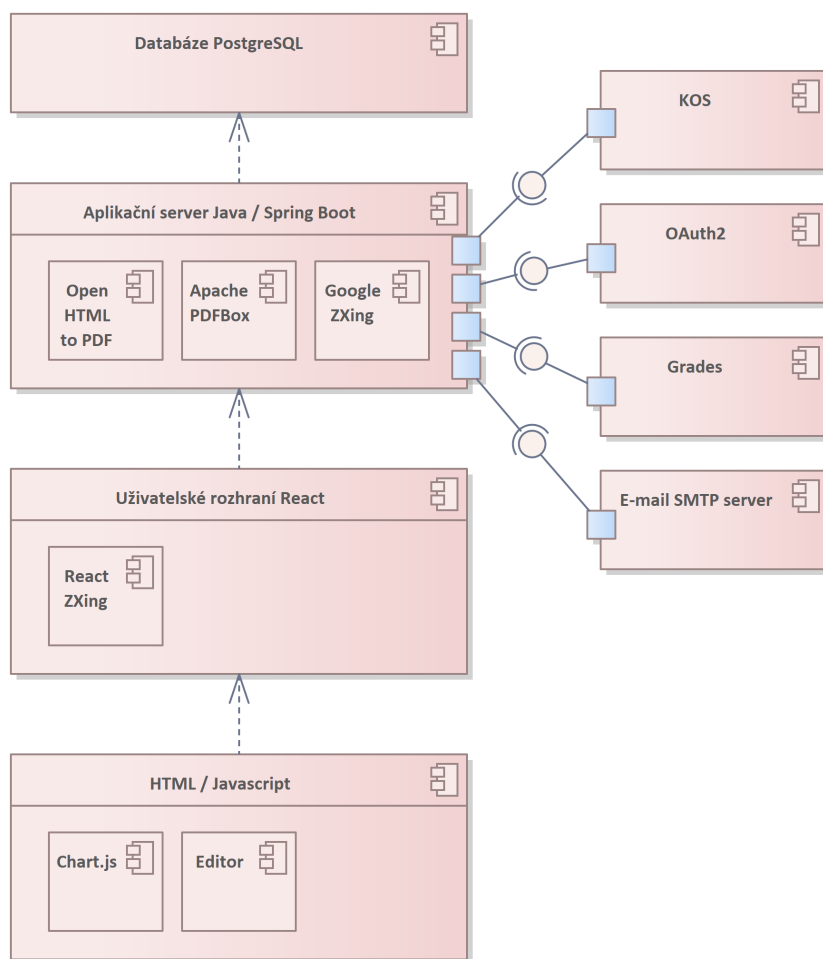 Databáze PostgreSQL
KOS
Aplikační server Java / Spring Boot
OAuth2
Open
HTML
to PDF
Apache
PDFBox
Google
ZXing
Grades
Uživatelské rozhraní React
E-mail SMTP server
React
ZXing
HTML / Javascript
Chart.js
Editor